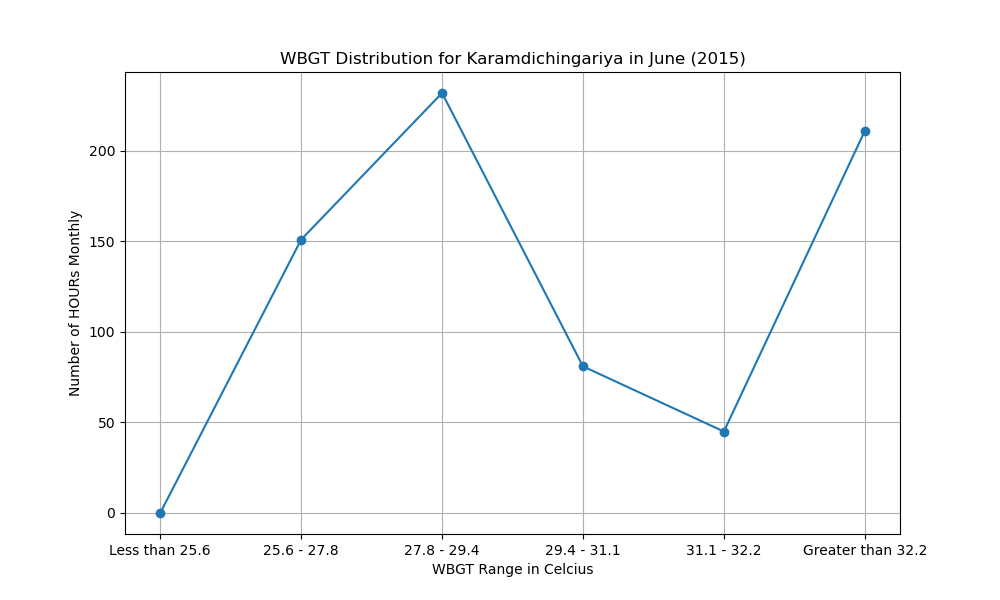 WBGT Distribution for Karamdichingariya in June (2015)
Number of HOURs Monthly
200
150
100
50
0
Less than 25.6
25.6 - 27.8
27.8 - 29.4
29.4 - 31.1
31.1 - 32.2
Greater than 32.2
WBGT Range in Celcius